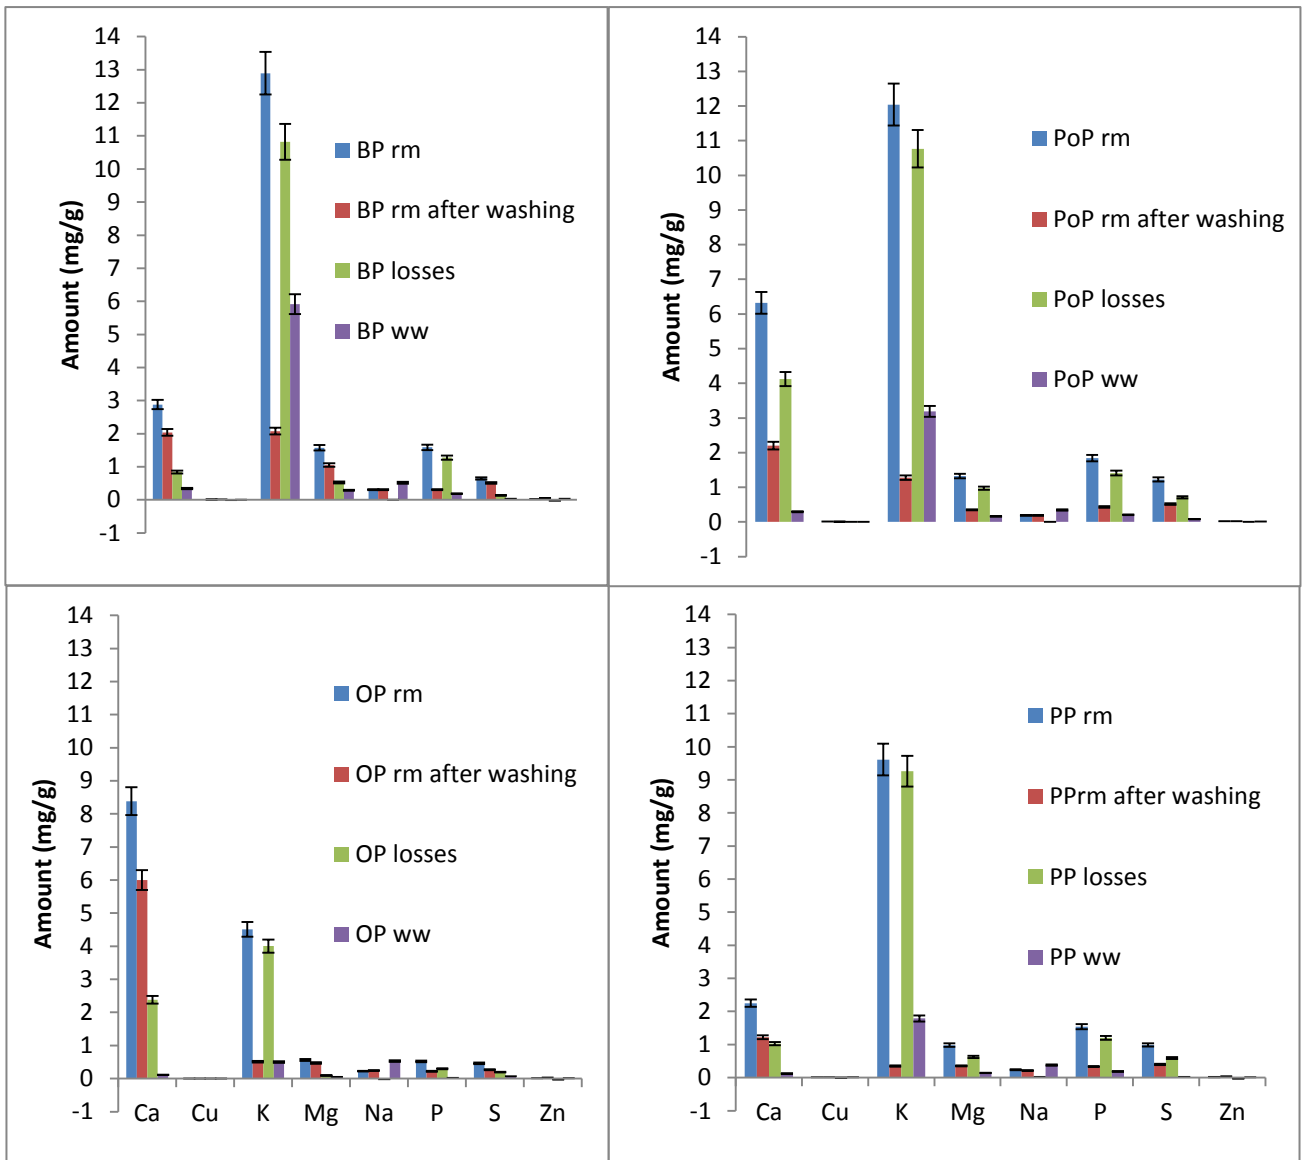 14
13
12
11
10
9
8
7
6
5
4
3
2
1
0
-1
Amount (mg/g)
BP rm
BP rm after washing
BP losses
BP ww
14
13
12
11
10
9
8
7
6
5
4
3
2
1
0
-1
Amount (mg/g)
PoP rm
PoP rm after washing
PoP losses
PoP ww
14
13
12
11
10
9
8
7
6
5
4
3
2
1
0
-1
Amount (mg/g)
OP rm
OP rm after washing
OP losses
OP ww
Ca Cu K Mg Na P S Zn
14
13
12
11
10
9
8
7
6
5
4
3
2
1
0
-1
Amount (mg/g)
PP rm
PPrm after washing
PP losses
PP ww
Ca Cu K Mg Na P S Zn